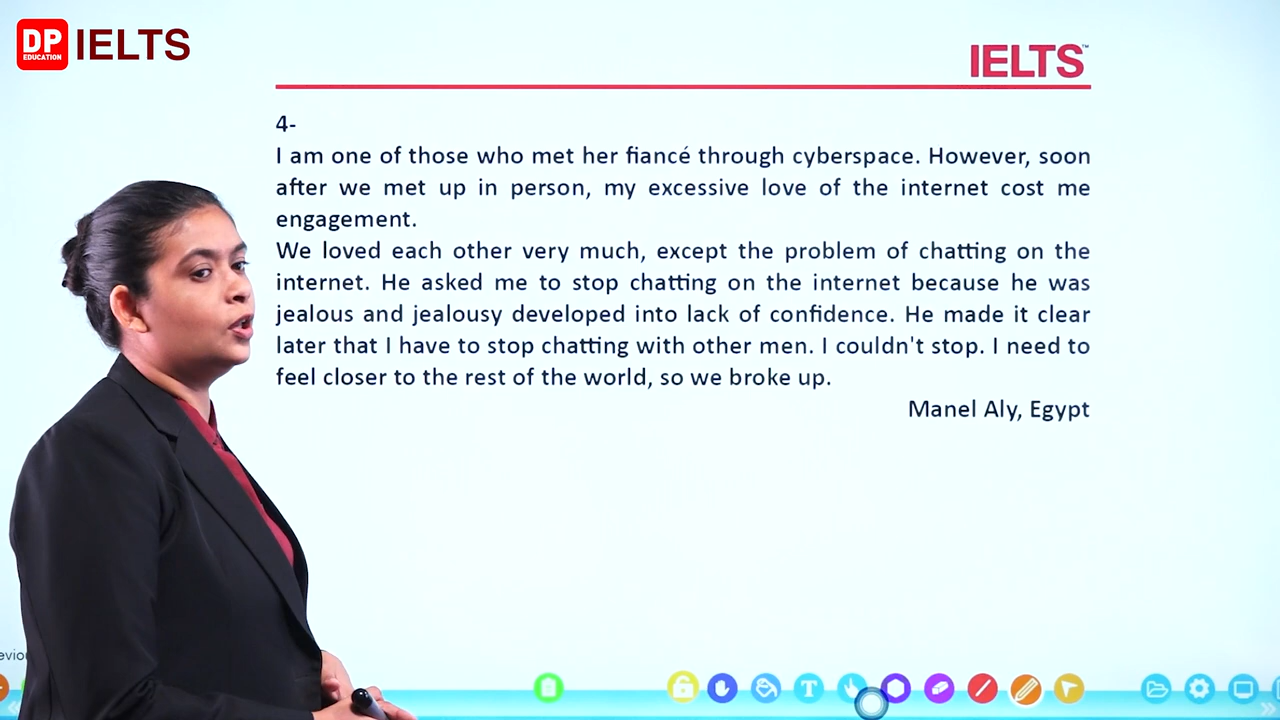 DP
EDUCATION
IELTS
IELTS™
4-
I am one of those who met her fiancé through cyberspace. However, soon
after we met up in person, my excessive love of the internet cost me
engagement.
We loved each other very much, except the problem of chatting on the
internet. He asked me to stop chatting on the internet because he was
jealous and jealousy developed into lack of confidence. He made it clear
later that I have to stop chatting with other men. I couldn't stop. I need to
feel closer to the rest of the world, so we broke up.
Manel Aly, Egypt
T